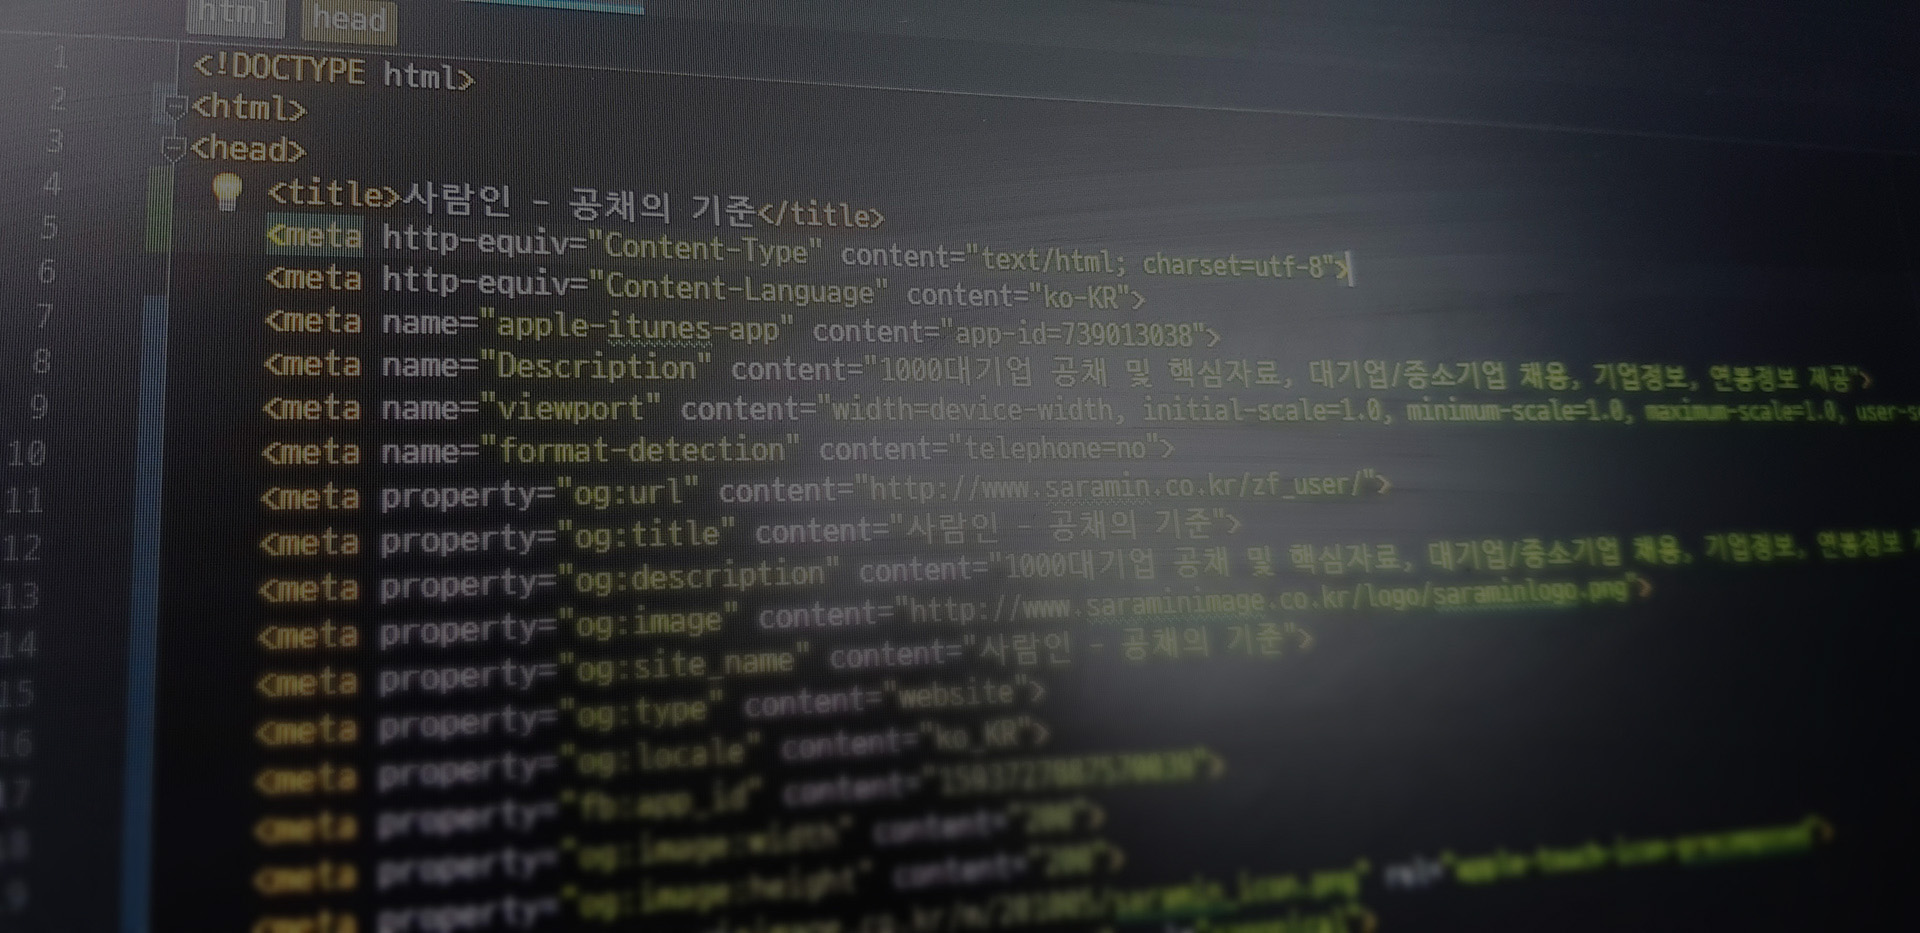 html head
1 <!DOCTYPE html>
2 <html>
3 <head>
4 <title>사람인 - 공채의 기준</title>
5 <meta http-equiv="Content-Type" content="text/html; charset=utf-8">
6 <meta http-equiv="Content-Language" content="ko-KR">
7 <meta name="apple-itunes-app" content="app-id=739013038">
8 <meta name="Description" content="1000대기업 공채 및 핵심자료, 대기업/중소기업 채용, 기업정보, 연봉정보 제공">
9 <meta name="viewport" content="width=device-width, initial-scale=1.0, minimum-scale=1.0, maximum-scale=1.0,
10 <meta name="format-detection" content="telephone=no">
11 <meta property="og:url" content="http://www.saramin.co.kr/zf_user/">
12 <meta property="og:title" content="사람인 - 공채의 기준">
13 <meta property="og:description" content="1000대기업 공채 및 핵심자료, 대기업/중소기업 채용, 기업정보, 연봉정보
14 <meta property="og:image" content="http://www.saraminimage.co.kr/logo/saraminlogo.png">
15 <meta property="og:site_name" content="사람인 - 공채의 기준">
16 <meta property="og:type" content="website">
17 <meta property="og:locale" content="ko_KR">
18 <meta property="fb:app_id" content=
19 <meta property="og:image:width" content="200">
<meta property="og:image:height" content="200">
<meta